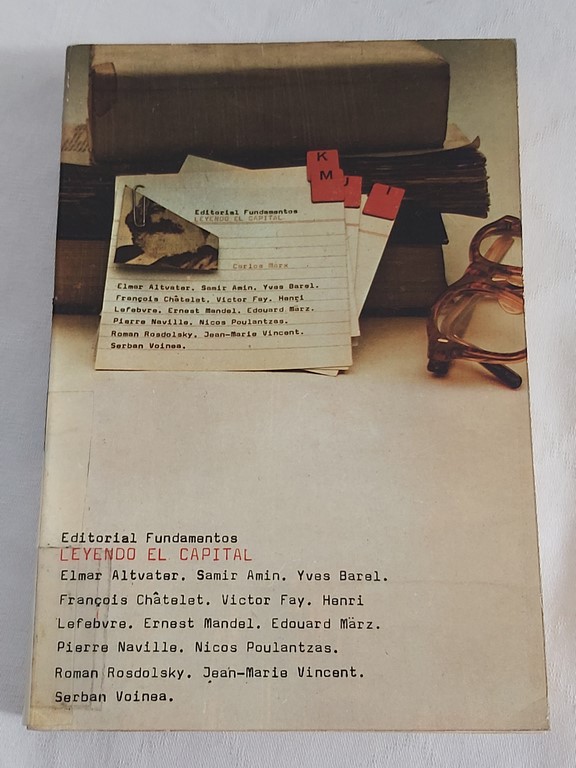 K
M
J
I
Editorial Fundamentos
LEYENDO EL CAPITAL
Carlos Marx
Elmar Altvater. Samir Amin. Yves Barel.
François Châtelet. Victor Fay. Henri
Lefebvre. Ernest Mandel. Edouard März.
Pierre Naville. Nicos Poulantzas.
Roman Rosdolsky. Jean-Marie Vincent.
Serban Voinea.
Editorial Fundamentos
LEYENDO EL CAPITAL
Elmar Altvater. Samir Amin. Yves Barel.
François Châtelet. Victor Fay. Henri
Lefebvre. Ernest Mandel. Edouard März.
Pierre Naville. Nicos Poulantzas.
Roman Rosdolsky. Jean-Marie Vincent.
Serban Voinea.